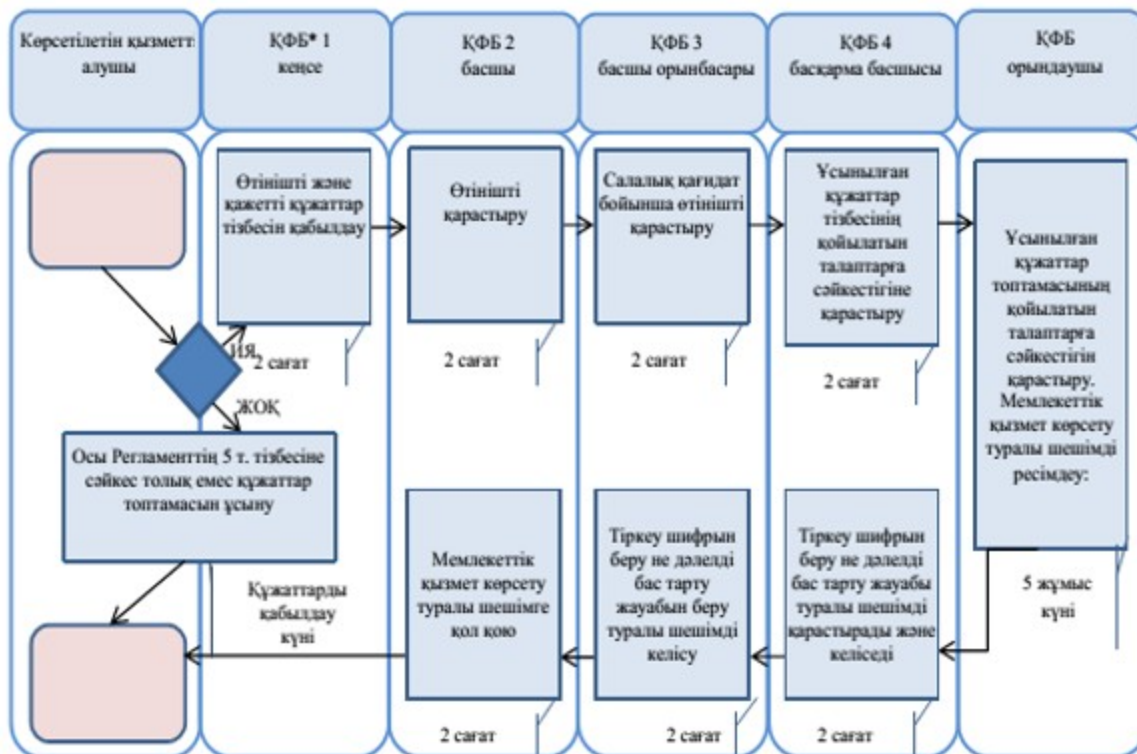 Көрсетілетін қызметт
алушы
ҚФБ* 1
кеңсе
ҚФБ 2
басшы
ҚФБ 3
басшы орынбасары
ҚФБ 4
басқарма басшысы
ҚФБ
орындаушы
Өтінішті және
қажетті құжаттар
тізбесін қабылдау
Өтінішті
қарастыру
Салалық қағидат
бойынша өтінішті
қарастыру
Ұсынылған
құжаттар
тізбесінің
қойылатын
талаптарға
сәйкестігіне
қарастыру
Ұсынылған
құжаттар
топтамасының
қойылатын
талаптарға
сәйкестігін
қарастыру.
Мемлекеттік
қызмет көрсету
туралы шешімді
ресімдеу:
ИЯ
2 сағат
2 сағат
2 сағат
2 сағат
ЖОҚ
Осы Регламенттің 5 т. тізбесіне
сәйкес толық емес құжаттар
топтамасын ұсыну
Құжаттарды
қабылдау
күні
Мемлекеттік
қызмет көрсету
туралы шешімге
қол қою
Тіркеу шифрын
беру не дәлелді
бас тарту
жауабын беру
туралы шешімді
келісу
Тіркеу шифрын
беру не дәлелді
бас тарту жауабы
туралы шешімді
қарастырады және
келіседі
5 жұмыс
күні
2 сағат
2 сағат
2 сағат